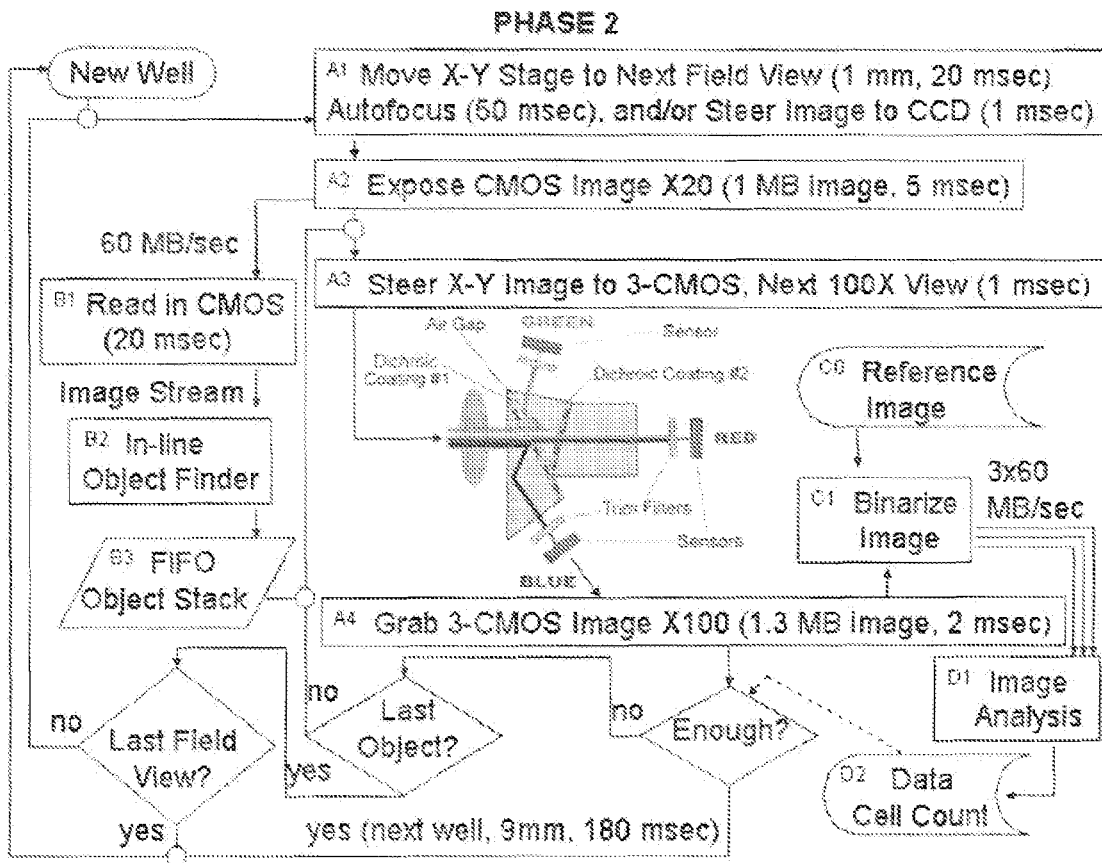 PHASE 2
New Well
A1 Move X-Y Stage to Next Field View (1 mm, 20 msec)
Autofocus (50 msec), and/or Steer Image to CCD (1 msec)
A2 Expose CMOS Image X20 (1 MB image, 5 msec)
60 MB/sec
A3 Steer X-Y Image to 3-CMOS, Next 100X View (1 msec)
B1 Read in CMOS
(20 msec)
Air Gap
GREEN
Sensor
Dichroic
Coating #1
Dichroic Coating #2
C0 Reference
Image
Image Stream
B2 In-line
Object Finder
RED
3x60
MB/sec
C1 Binarize
Image
Trim Filters
Sensors
B3 FIFO
Object Stack
BLUE
A4 Grab 3-CMOS Image X100 (1.3 MB image, 2 msec)
D1 Image
Analysis
no
Last Field
View?
no
Last
Object?
no
Enough?
yes
D2 Data
Cell Count
yes
yes (next well, 9mm, 180 msec)